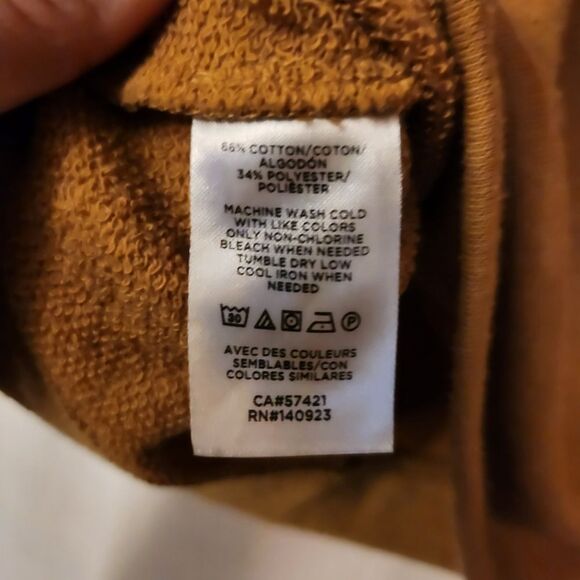 66% COTTON/COTON/
ALGODÓN
34% POLYESTER/
POLIÉSTER
MACHINE WASH COLD
WITH LIKE COLORS
ONLY NON-CHLORINE
BLEACH WHEN NEEDED
TUMBLE DRY LOW
COOL IRON WHEN
NEEDED
30 P
AVEC DES COULEURS
SEMBLABLES/CON
COLORES SIMILARES
CA#57421
RN#140923